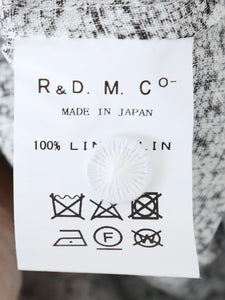 R&D. M. Co-
MADE IN JAPAN
100%